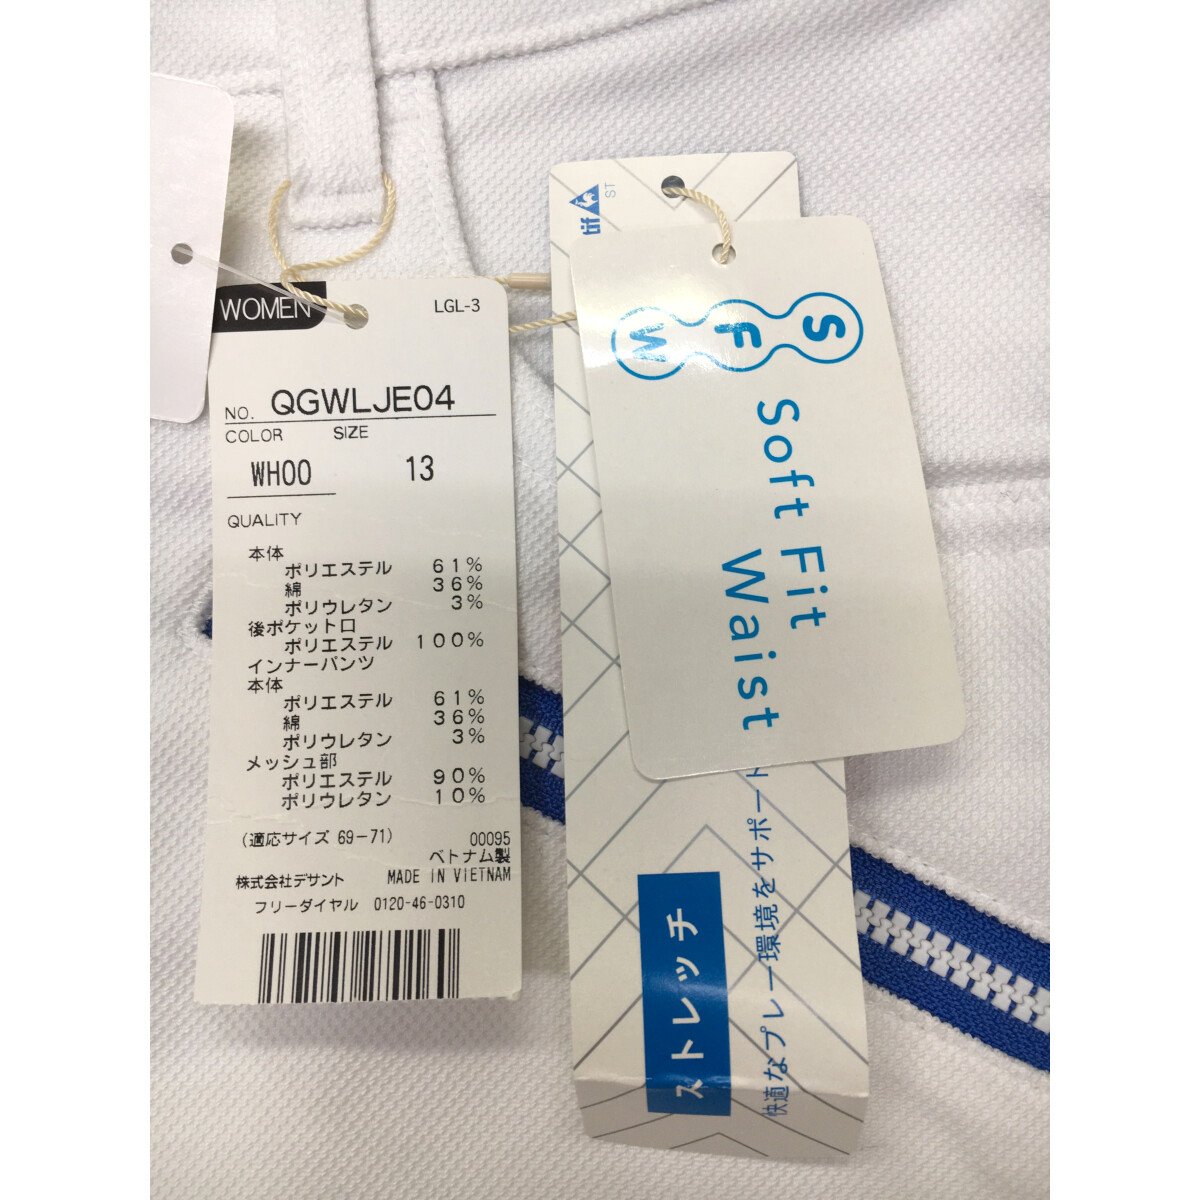 WOMEN
LGL-3
NO. QGWLJE04
COLOR SIZE
WH00 13
QUALITY
本体
ポリエステル 61%
綿 36%
ポリウレタン 3%
後ポケット口
ポリエステル 100%
インナーパンツ
本体
ポリエステル 61%
綿 36%
ポリウレタン 3%
メッシュ部
ポリエステル 90%
ポリウレタン 10%
(適応サイズ 69-71) 00095
ベトナム製
株式会社デサント MADE IN VIETNAM
フリーダイヤル 0120-46-0310
SFW
Soft Fit
Waist
ST
ストレッチ
快適なプレー環境をサポート